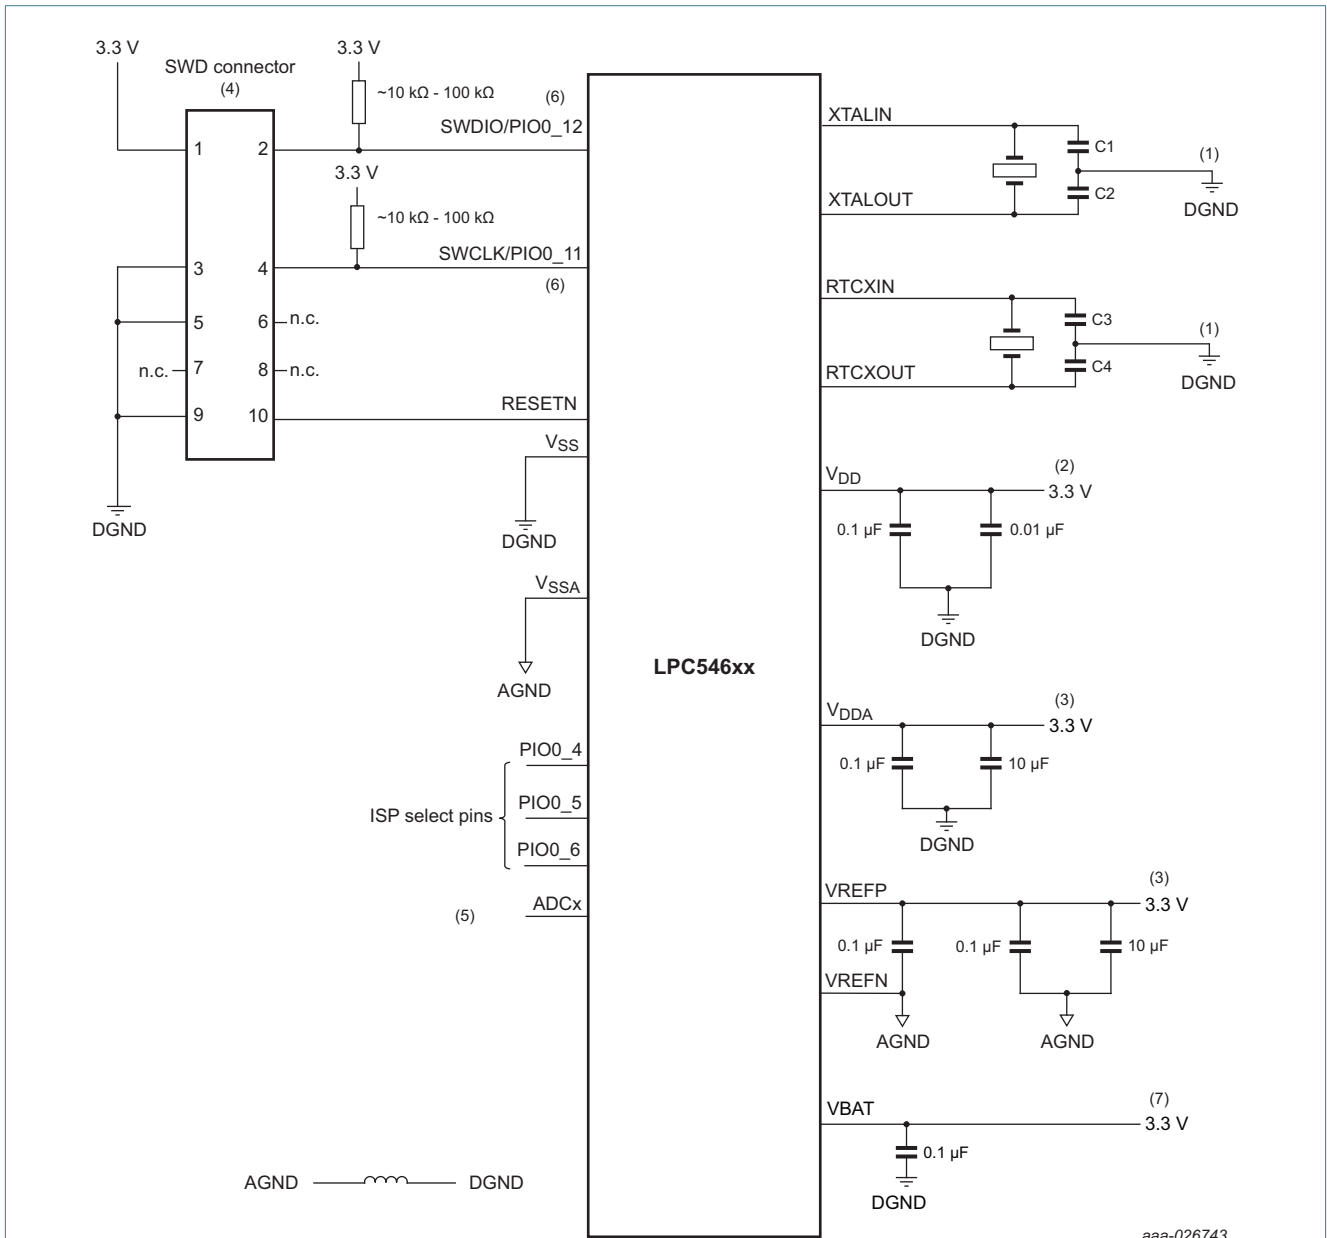 3.3 V
SWD connector
(4)
3.3 V
~10 kΩ - 100 kΩ
(6)
SWDIO/PIO0_12
1
2
3.3 V
~10 kΩ - 100 kΩ
SWCLK/PIO0_11
(6)
3
4
5
6
n.c.
n.c.
7
8
n.c.
9
10
RESETN
DGND
VSS
DGND
VSSA
AGND
ISP select pins
PIO0_4
PIO0_5
PIO0_6
(5)
ADCx
AGND
DGND
LPC546xx
XTALIN
C1
(1)
C2
DGND
XTALOUT
RTCXIN
C3
(1)
C4
DGND
RTCXOUT
VDD
(2)
3.3 V
0.1 µF
0.01 µF
DGND
VDDA
(3)
3.3 V
0.1 µF
10 µF
DGND
VREFP
(3)
3.3 V
0.1 µF
0.1 µF
10 µF
VREFN
AGND
AGND
VBAT
(7)
3.3 V
0.1 µF
DGND
aaa-026743